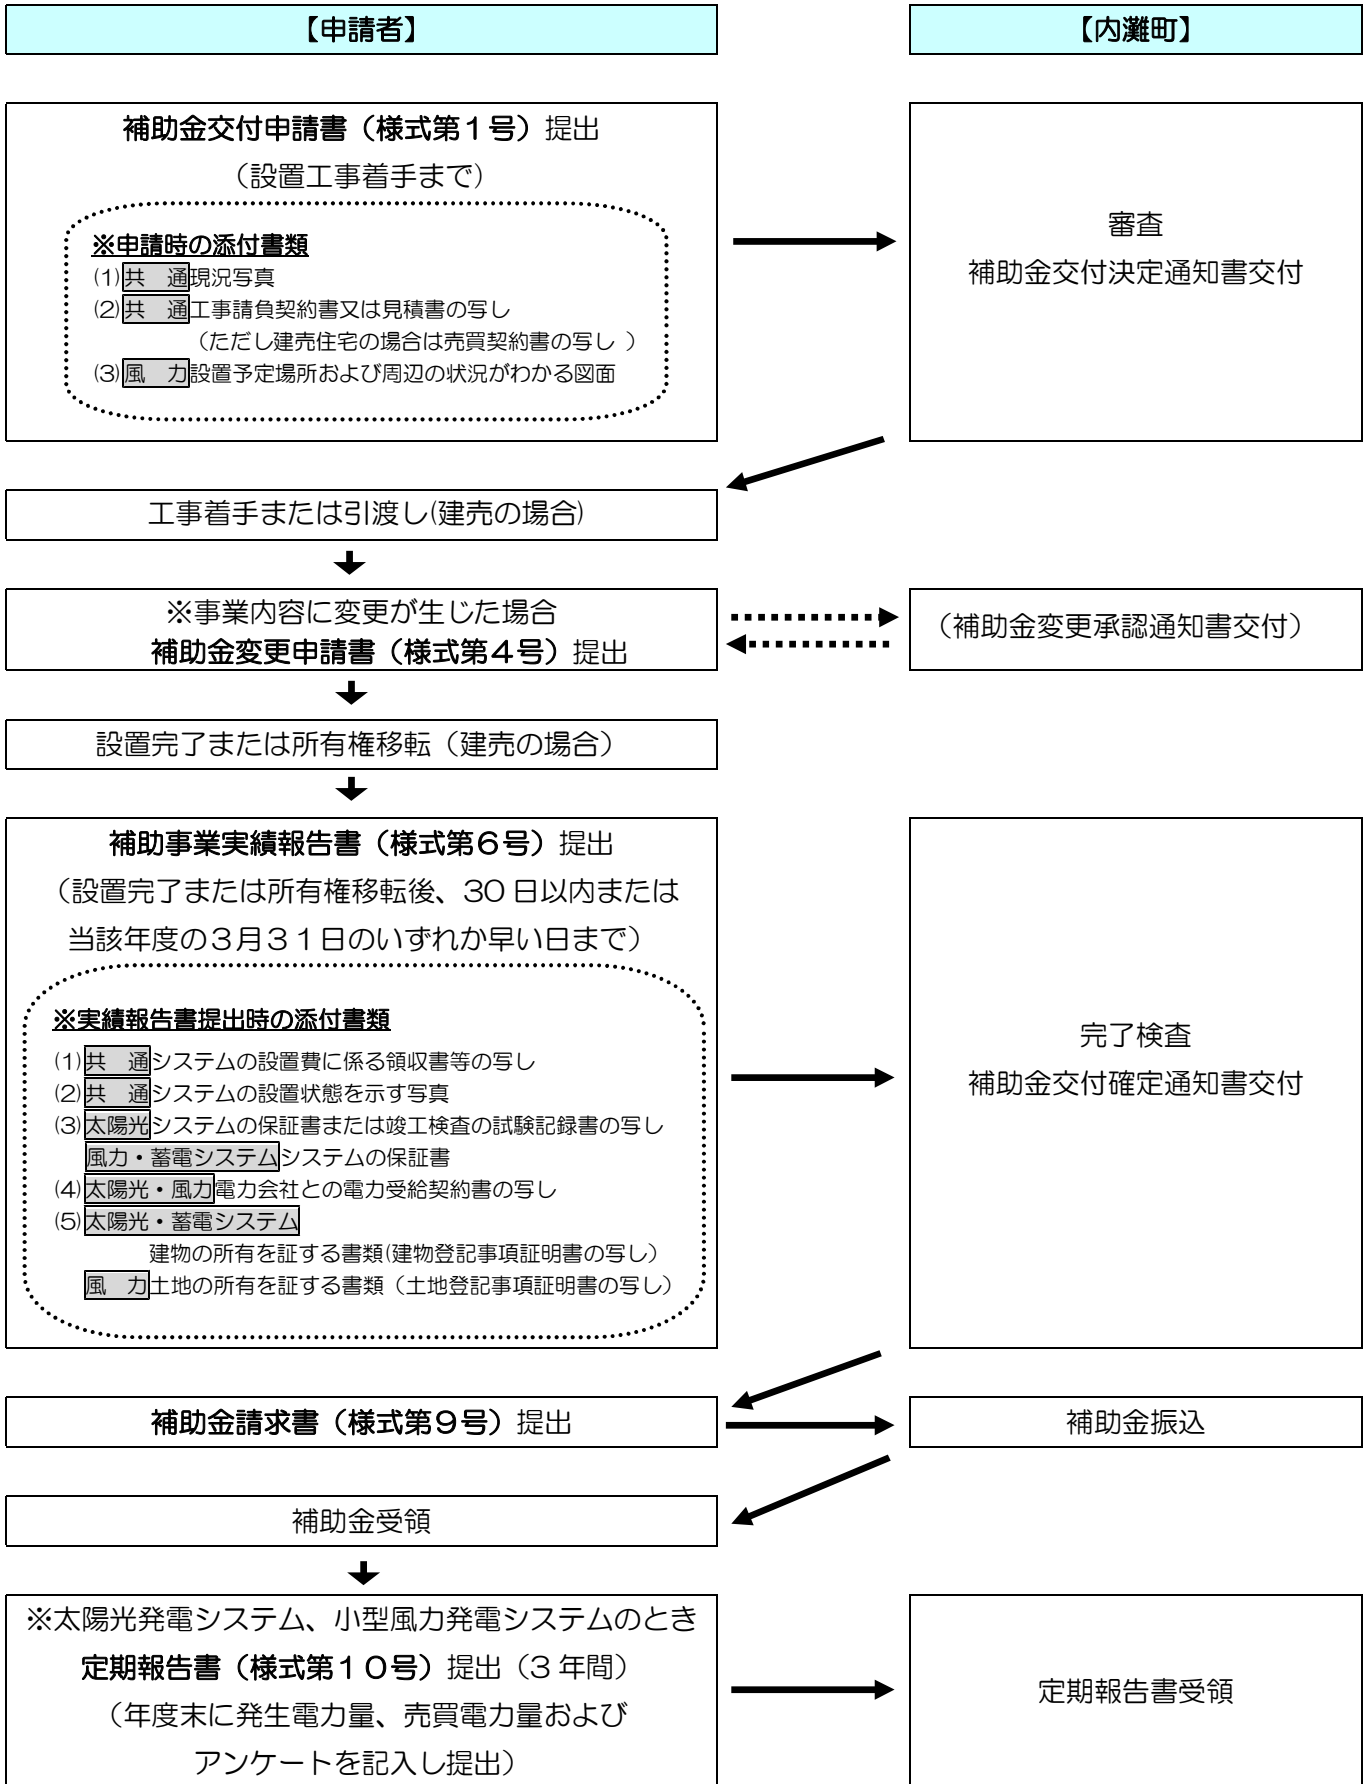 【申請者】
【内灘町】
補助金交付申請書（様式第１号）提出
（設置工事着手まで）
※申請時の添付書類
(1)共　通現況写真
(2)共　通工事請負契約書又は見積書の写し
（ただし建売住宅の場合は売買契約書の写し ）
(3)風　力設置予定場所および周辺の状況がわかる図面
審査
補助金交付決定通知書交付
工事着手または引渡し(建売の場合)
※事業内容に変更が生じた場合
補助金変更申請書（様式第４号）提出
（補助金変更承認通知書交付）
設置完了または所有権移転（建売の場合）
補助事業実績報告書（様式第６号）提出
（設置完了または所有権移転後、30 日以内または
当該年度の３月３１日のいずれか早い日まで）
※実績報告書提出時の添付書類
(1)共　通システムの設置費に係る領収書等の写し
(2)共　通システムの設置状態を示す写真
(3)太陽光システムの保証書または竣工検査の試験記録書の写し
風力・蓄電システムシステムの保証書
(4)太陽光・風力電力会社との電力受給契約書の写し
(5)太陽光・蓄電システム
建物の所有を証する書類(建物登記事項証明書の写し）
風　力土地の所有を証する書類（土地登記事項証明書の写し）
完了検査
補助金交付確定通知書交付
補助金請求書（様式第９号）提出
補助金振込
補助金受領
※太陽光発電システム、小型風力発電システムのとき
定期報告書（様式第１０号）提出（3 年間）
（年度末に発生電力量、売買電力量および
アンケートを記入し提出）
定期報告書受領